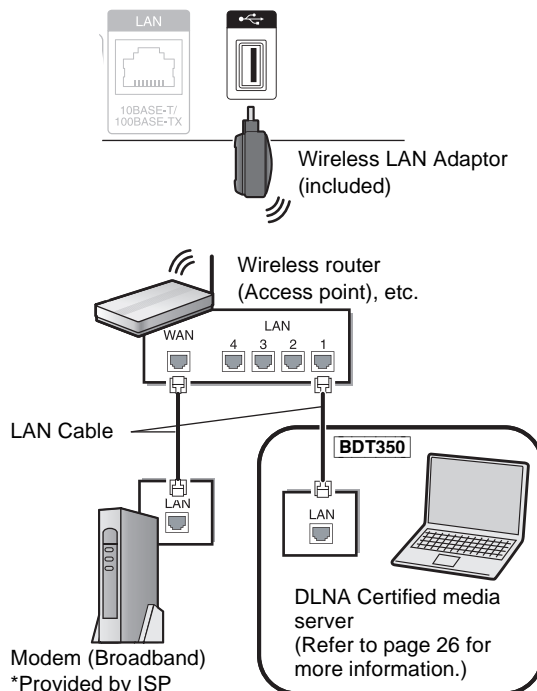 LAN
10BASE-T/
100BASE-TX
Wireless LAN Adaptor
(included)
Wireless router
(Access point), etc.
WAN
LAN
4 3 2 1
LAN Cable
BDT350
LAN
LAN
DLNA Certified media
server
(Refer to page 26 for
more information.)
Modem (Broadband)
*Provided by ISP